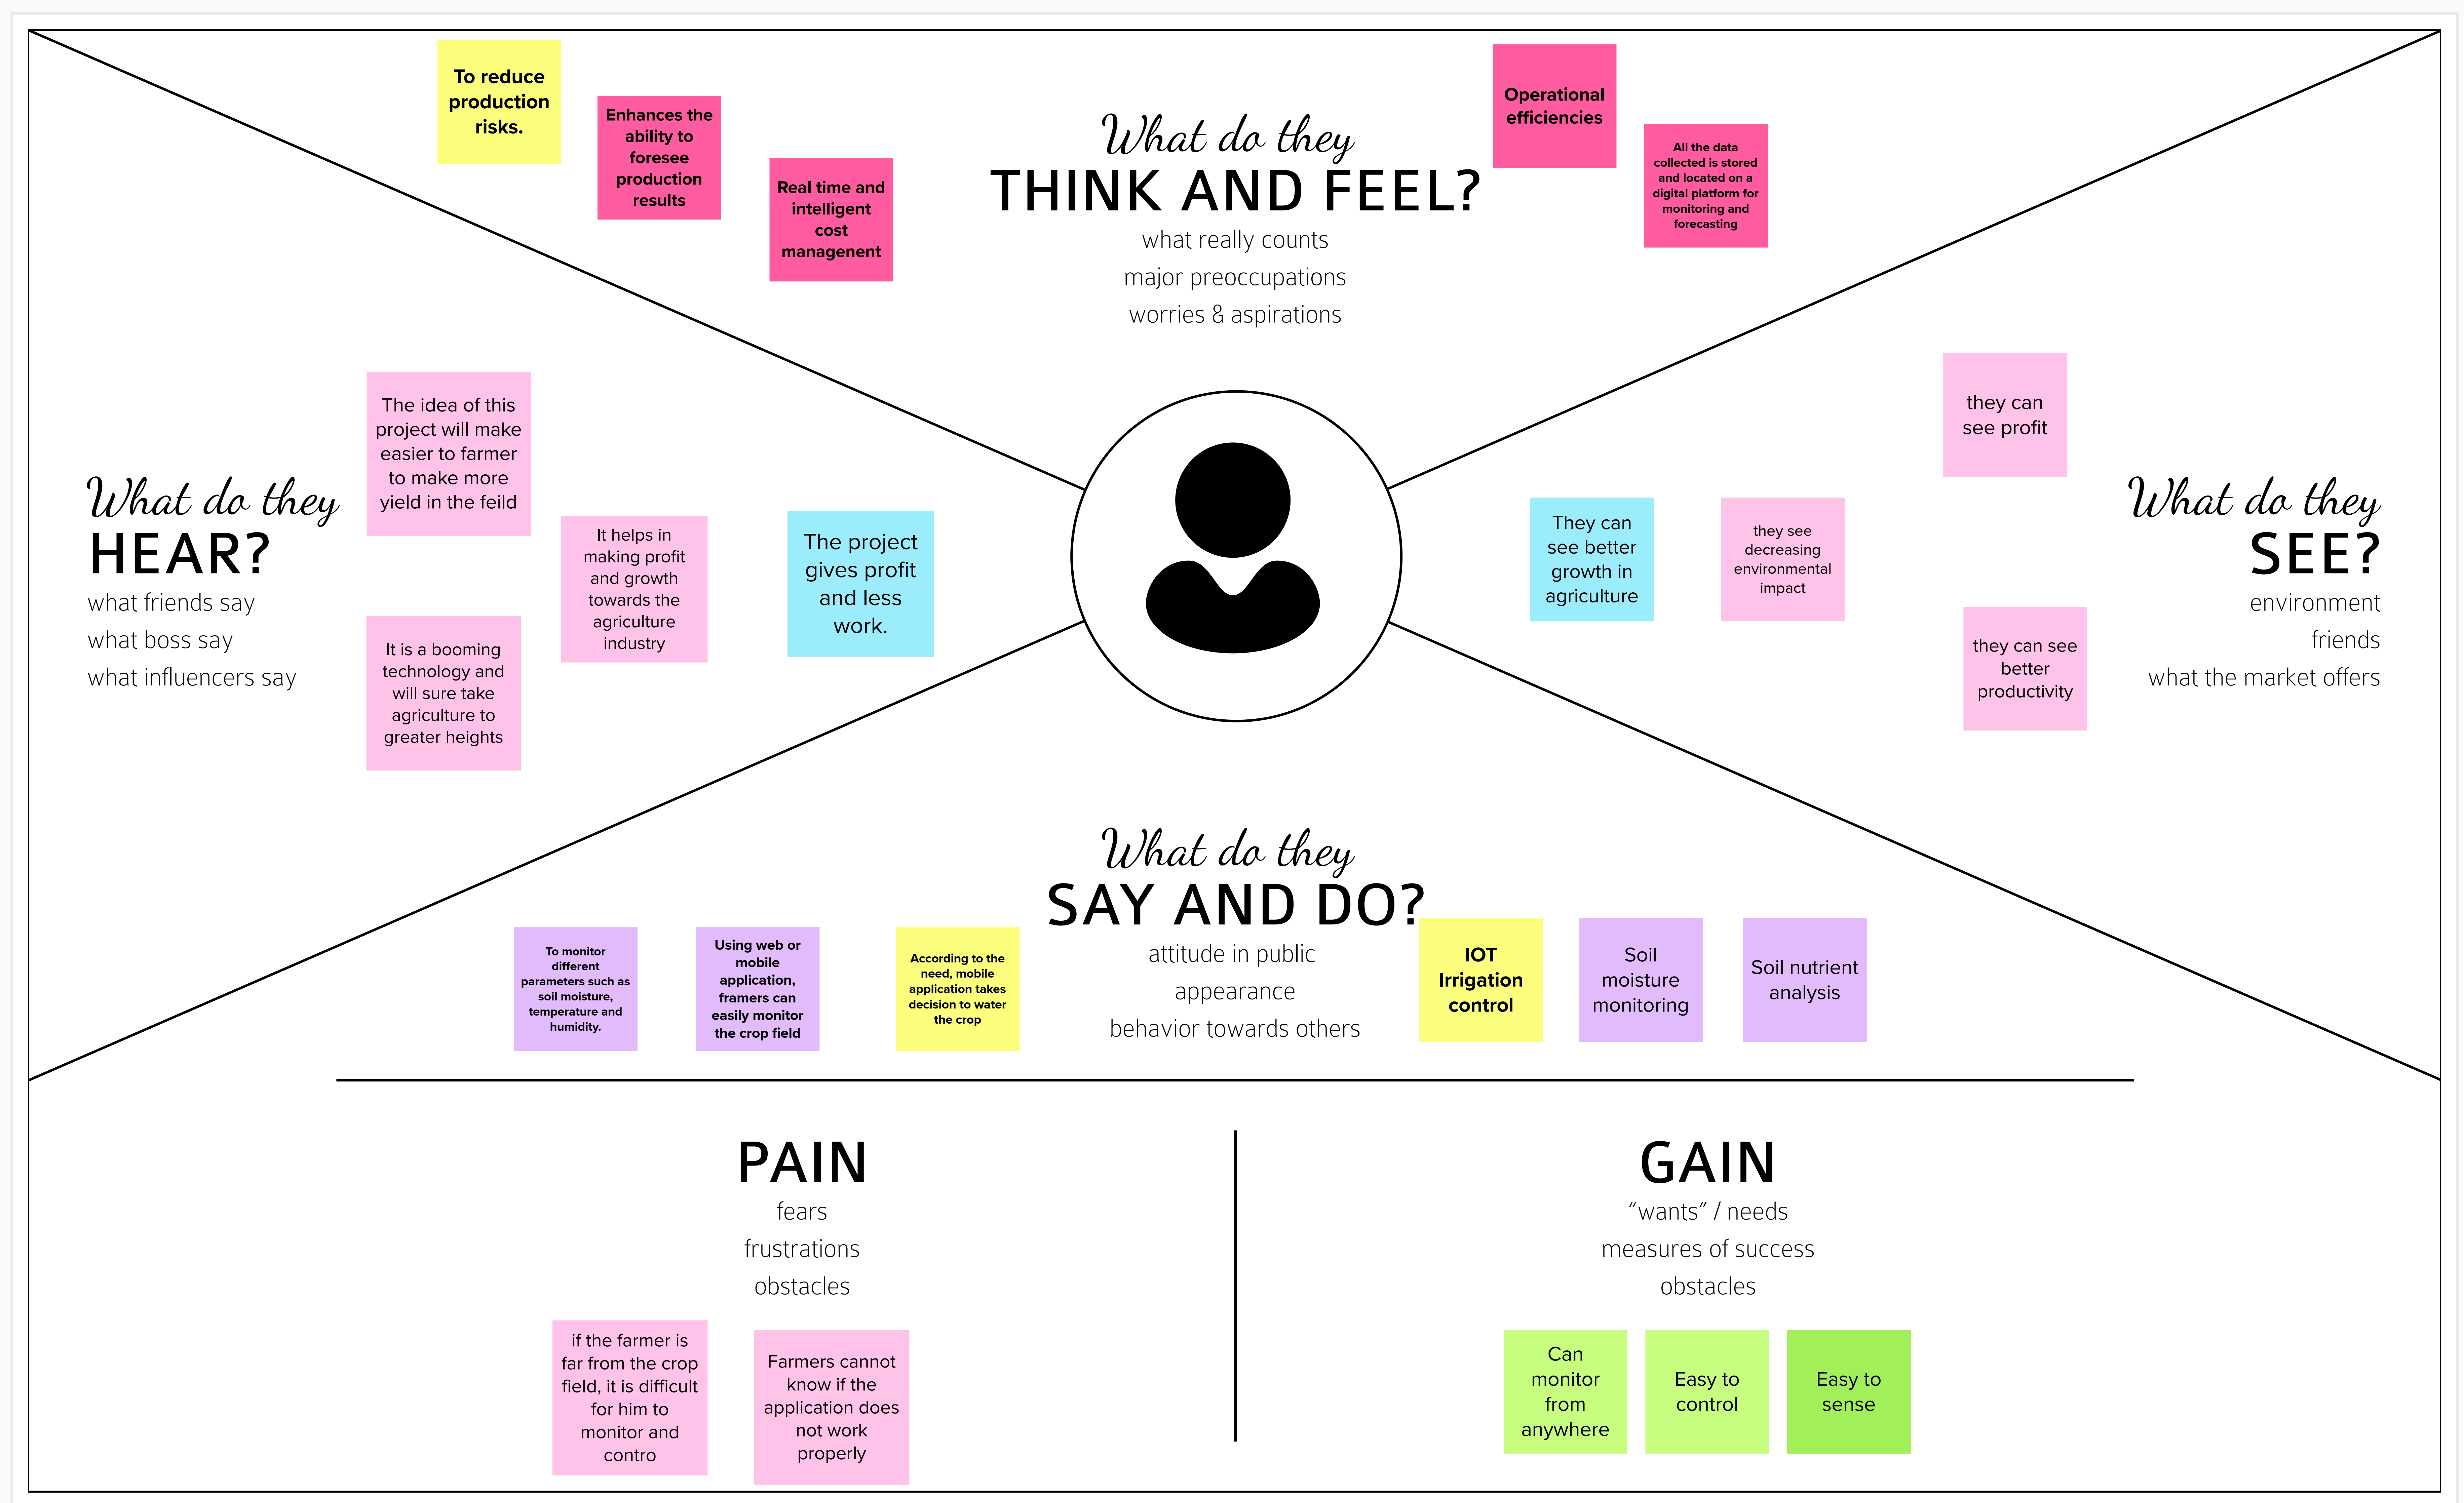 To reduce
production
risks.
Enhances the
ability to
foresee
production
results
Real time and
intelligent
cost
managenent
What do they
THINK AND FEEL?
what really counts
major preoccupations
worries & aspirations
Operational
efficiencies
All the data
collected is stored
and located on a
digital platform for
monitoring and
forecasting
What do they
HEAR?
what friends say
what boss say
what influencers say
The idea of this
project will make
easier to farmer
to make more
yield in the feild
It helps in
making profit
and growth
towards the
agriculture
industry
It is a booming
technology and
will sure take
agriculture to
greater heights
The project
gives profit
and less
work.
They can
see better
growth in
agriculture
they see
decreasing
environmental
impact
they can
see profit
they can see
better
productivity
What do they
SEE?
environment
friends
what the market offers
What do they
SAY AND DO?
attitude in public
appearance
behavior towards others
To monitor
different
parameters such as
soil moisture,
temperature and
humidity.
Using web or
mobile
application,
framers can
easily monitor
the crop field
According to the
need, mobile
application takes
decision to water
the crop
IOT
Irrigation
control
Soil
moisture
monitoring
Soil nutrient
analysis
PAIN
fears
frustrations
obstacles
if the farmer is
far from the crop
field, it is difficult
for him to
monitor and
contro
Farmers cannot
know if the
application does
not work
properly
GAIN
“wants” / needs
measures of success
obstacles
Can
monitor
from
anywhere
Easy to
control
Easy to
sense